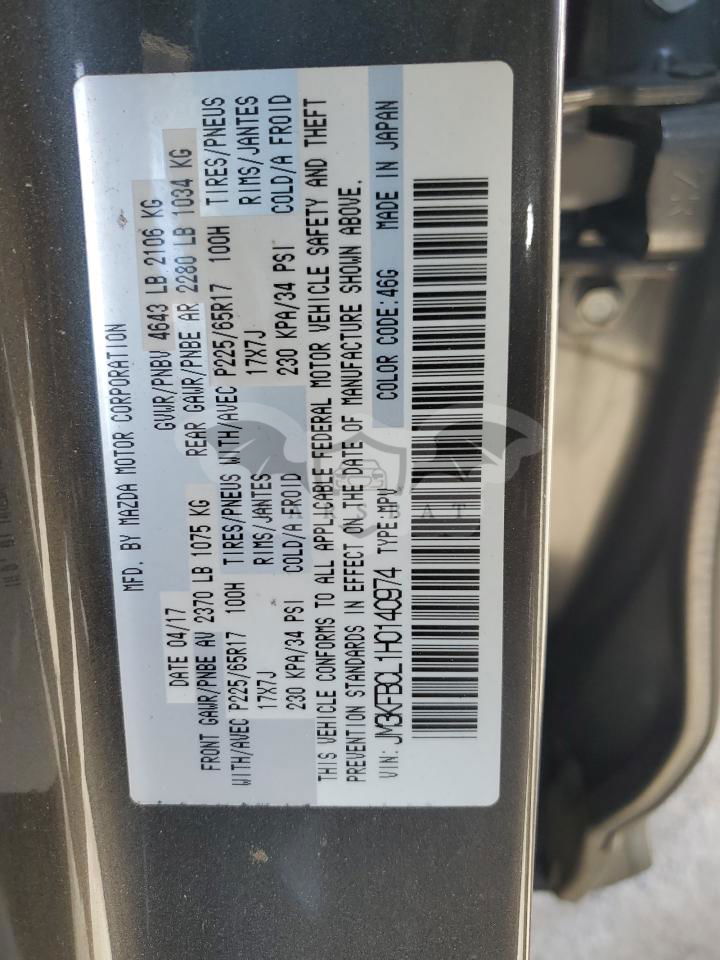 MFD. BY MAZDA MOTOR CORPORATION
DATE 04/17 GVWR/PNBV 4643 LB 2106 KG
FRONT GAWR/PNBE AV 2370 LB 1075 KG REAR GAWR/PNBE AR 2280 LB 1034 KG
WITH/AVEC P225/65R17 100H TIRES/PNEUS WITH/AVEC P225/65R17 100H TIRES/PNEUS
17X7J RIMS/JANTES 17X7J RIMS/JANTES
230 KPA/34 PSI COLD/A FROID 230 KPA/34 PSI COLD/A FROID
THIS VEHICLE CONFORMS TO ALL APPLICABLE FEDERAL MOTOR VEHICLE SAFETY AND THEFT
PREVENTION STANDARDS IN EFFECT ON THE DATE OF MANUFACTURE SHOWN ABOVE.
VIN: JM3KFBCL1H0140974 TYPE:MPV COLOR CODE:46G MADE IN JAPAN